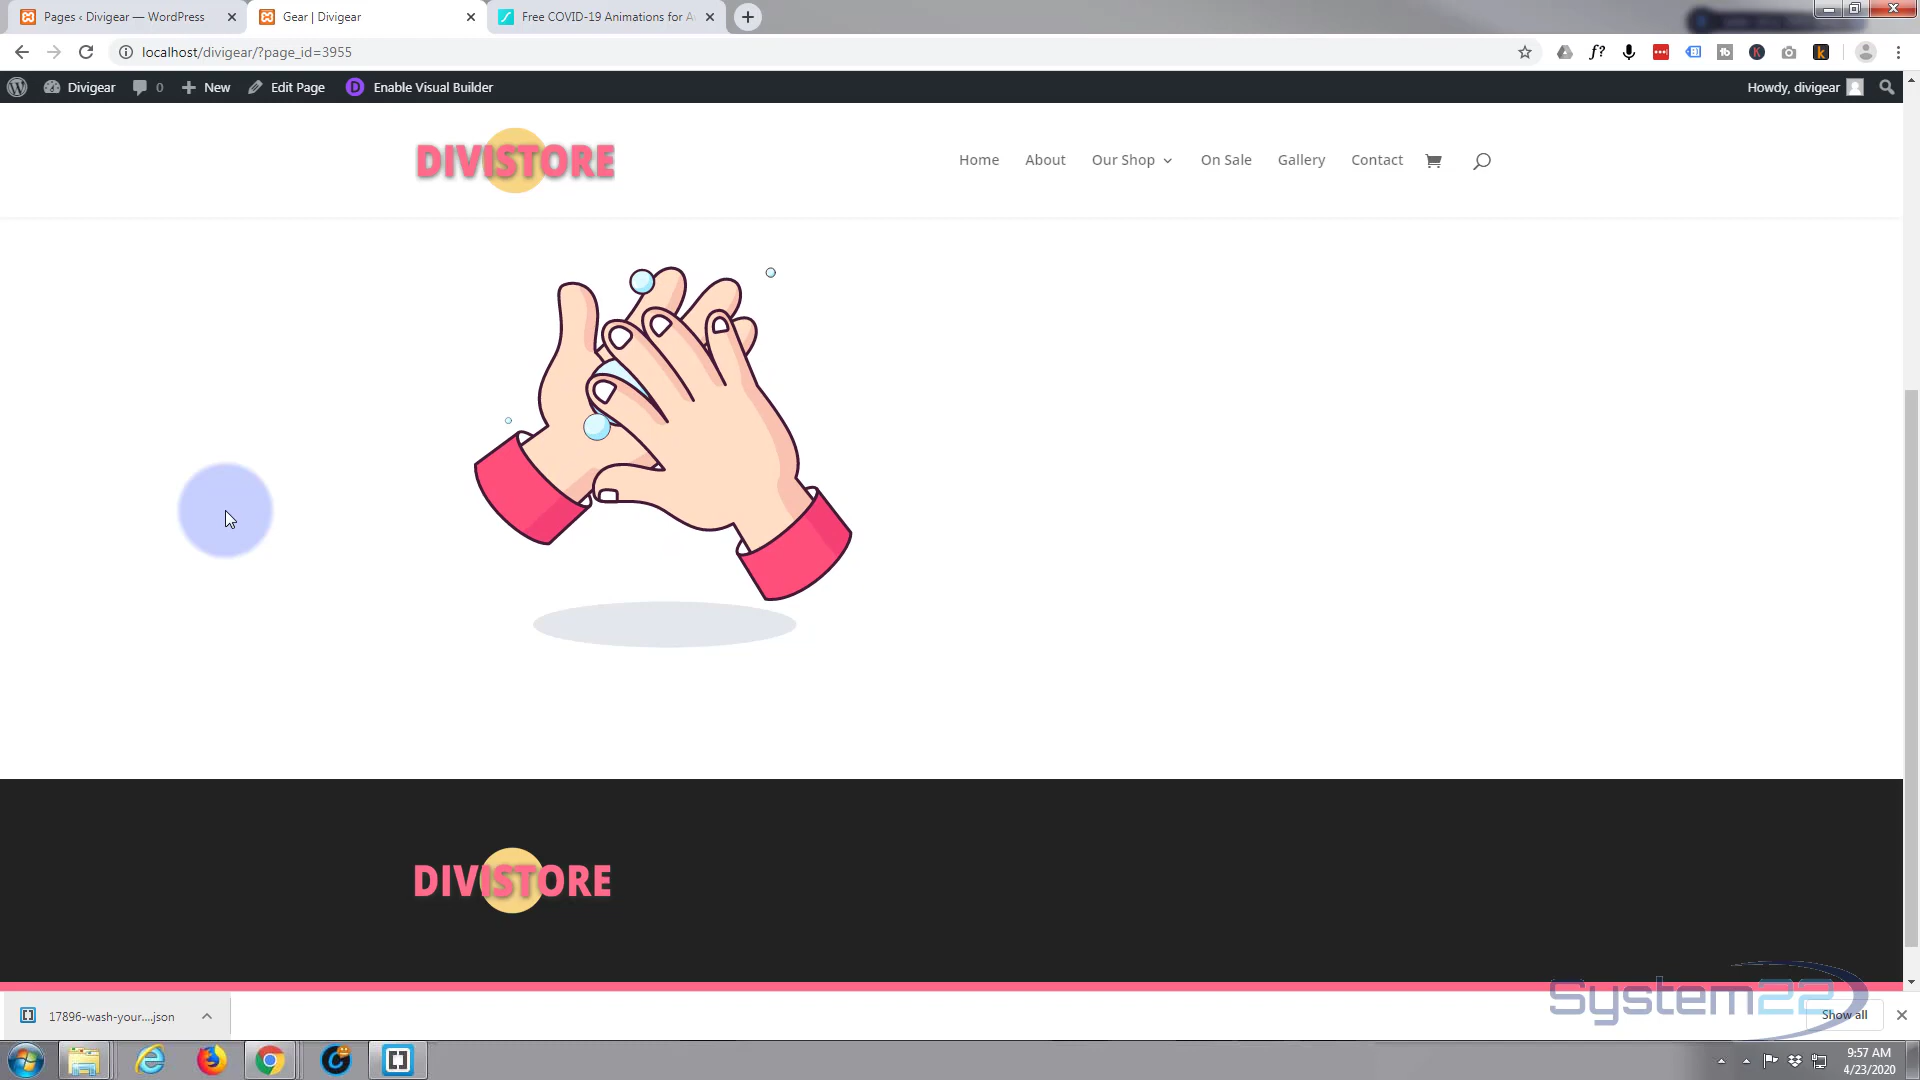 Pages ‹ Divigear — WordPress
Gear | Divigear
Free COVID-19 Animations for A
localhost/divigear/?page_id=3955
Divigear
0
New
Edit Page
Enable Visual Builder
Howdy, divigear
DIVISTORE
Home
About
Our Shop
On Sale
Gallery
Contact
DIVISTORE
System22
17896-wash-your....json
Show all
9:57 AM
4/23/2020